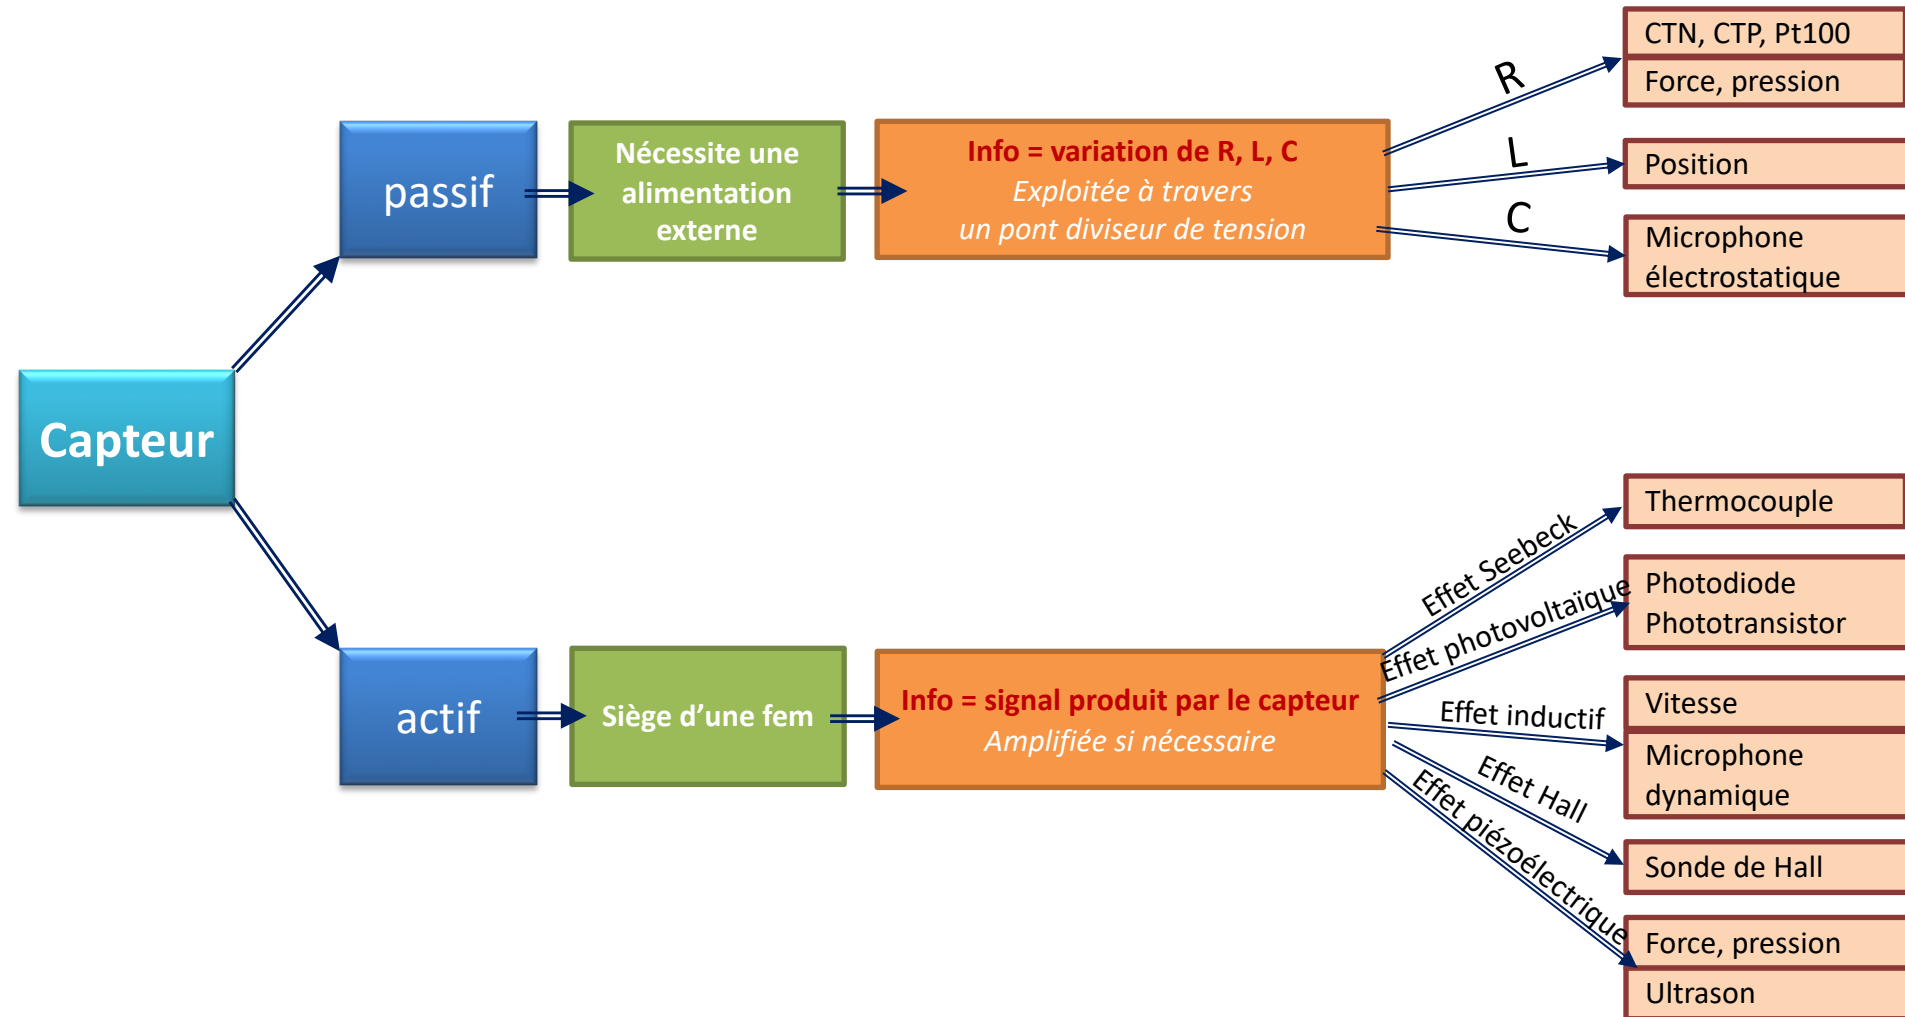 Capteur
passif
Nécessite une
alimentation
externe
Info = variation de R, L, C
Exploitée à travers
un pont diviseur de tension
R
CTN, CTP, Pt100
Force, pression
L
Position
C
Microphone
électrostatique
actif
Siège d’une fem
Info = signal produit par le capteur
Amplifiée si nécessaire
Effet Seebeck
Thermocouple
Effet photovoltaïque
Photodiode
Phototransistor
Effet inductif
Vitesse
Microphone
dynamique
Effet Hall
Sonde de Hall
Effet piézoélectrique
Force, pression
Ultrason